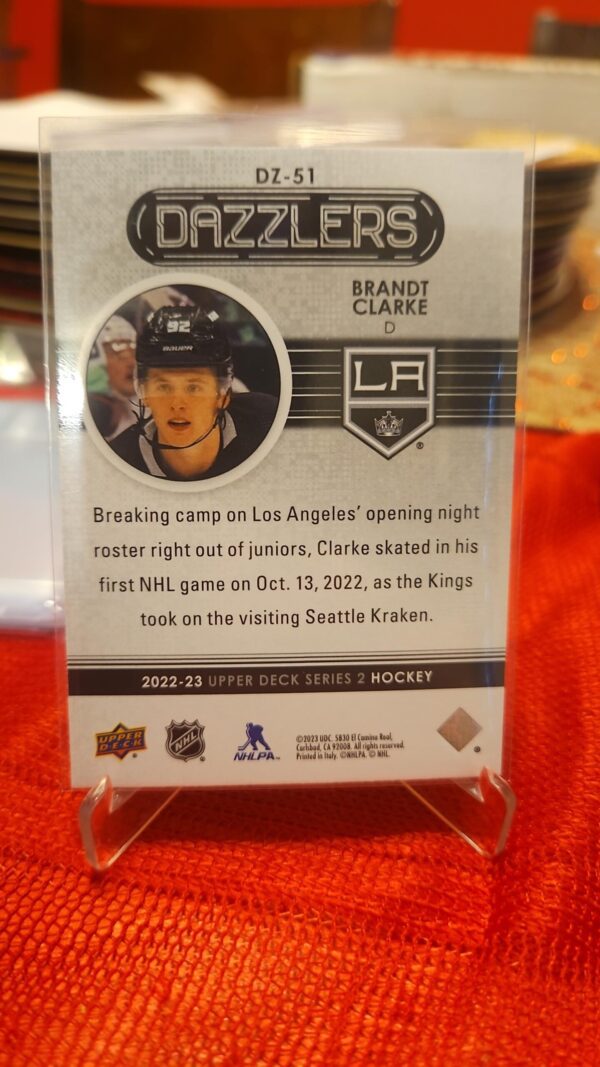 DZ-51
DAZZLERS
BRANDT
CLARKE
D
92
BAUER
LA
Breaking camp on Los Angeles' opening night
roster right out of juniors, Clarke skated in his
first NHL game on Oct. 13, 2022, as the Kings
took on the visiting Seattle Kraken.
2022-23 UPPER DECK SERIES 2 HOCKEY
UPPER
DECK
NHL
NHLPA
©2023 UDC. 5830 El Camino Real,
Carlsbad, CA 92008. All rights reserved.
Printed in Italy. ©NHLPA. © NHL.